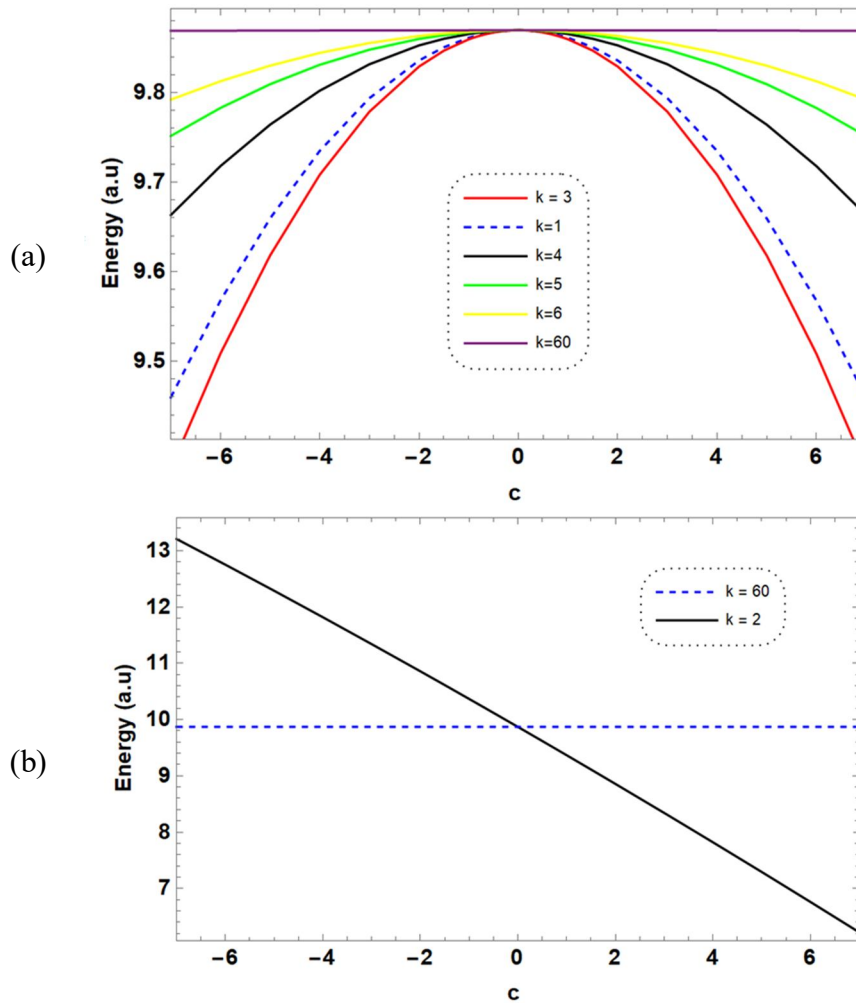 (a)
Energy (a.u)
9.8
9.7
9.6
9.5
k = 3
k=1
k=4
k=5
k=6
k=60
−6 −4 −2 0 2 4 6
c
(b)
Energy (a.u)
13
12
11
10
9
8
7
k = 60
k = 2
−6 −4 −2 0 2 4 6
c